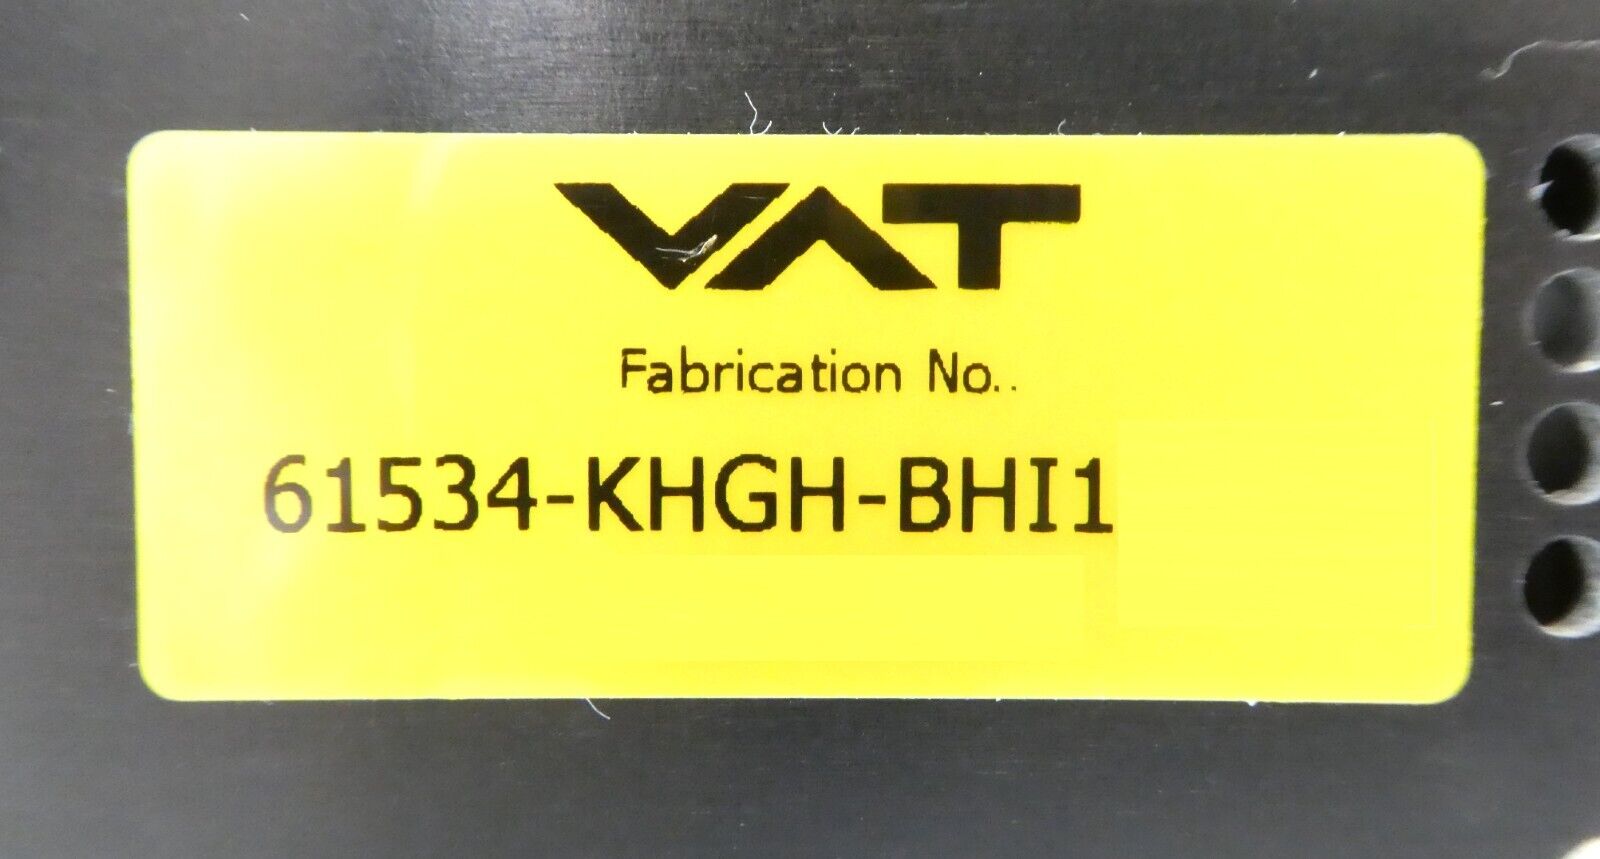 VAT
Fabrication No..
61534-KHGH-BHI1